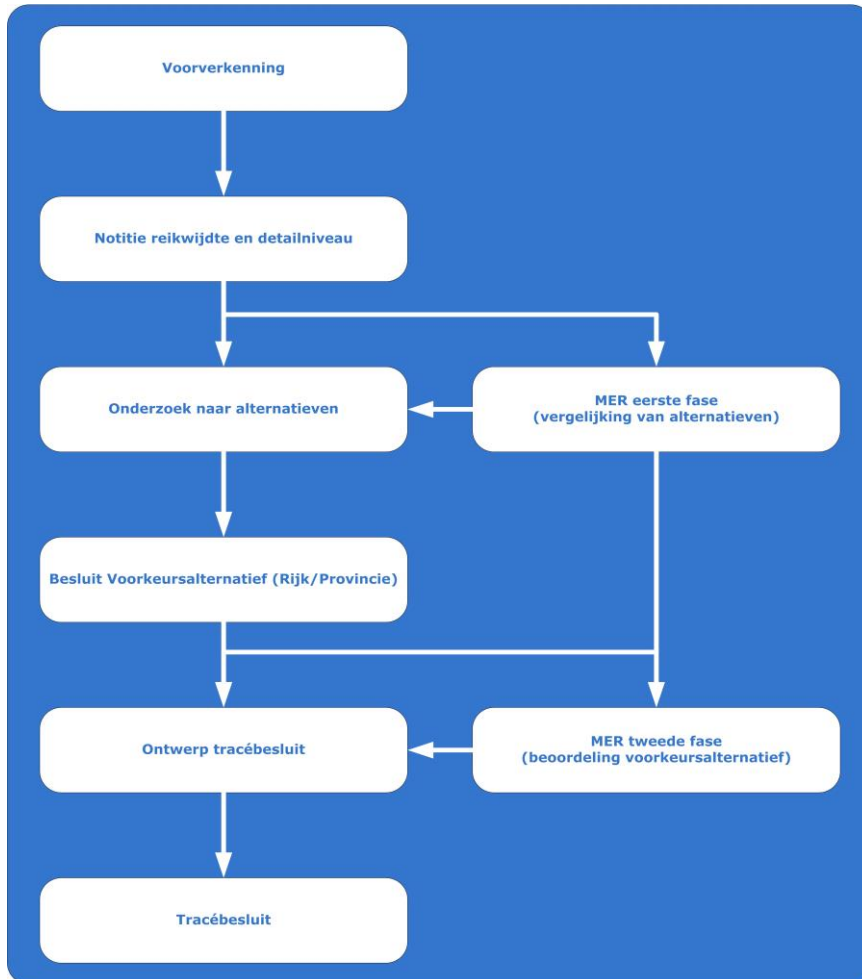 Voorverkenning
Notitie reikwijdte en detailniveau
Onderzoek naar alternatieven
MER eerste fase
(vergelijking van alternatieven)
Besluit Voorkeursalternatief (Rijk/Provincie)
Ontwerp tracébesluit
MER tweede fase
(beoordeling voorkeursalternatief)
Tracébesluit